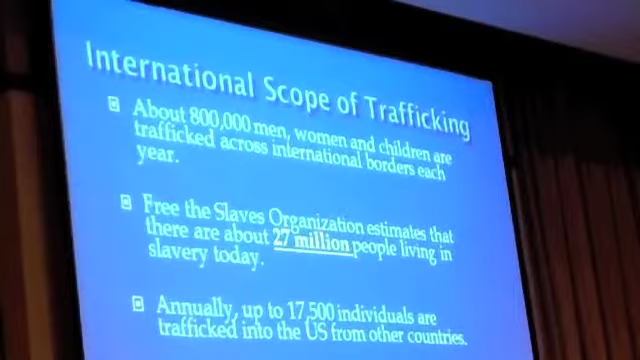 International Scope of Trafficking
About 800,000 men, women and children are
trafficked across international borders each
year.
Free the Slaves Organization estimates that
there are about 27 million people living in
slavery today.
Annually, up to 17,500 individuals are
trafficked into the US from other countries.